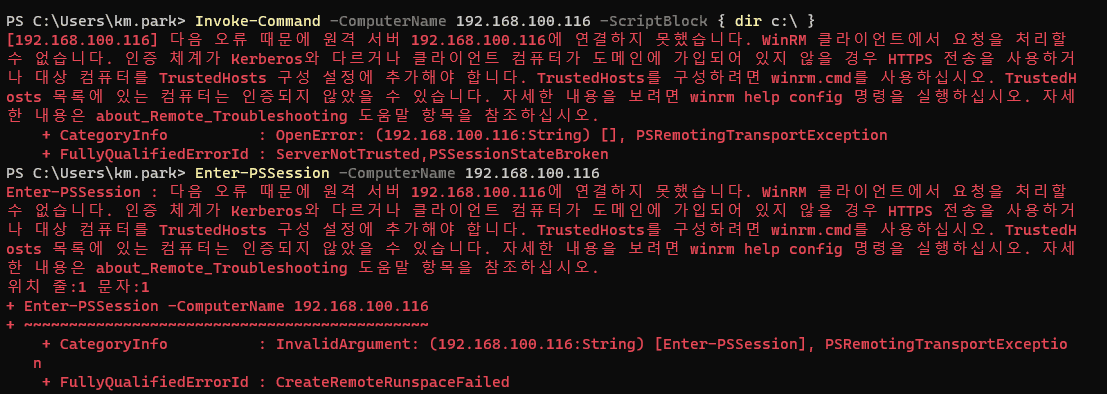 PS C:\Users\km.park> Invoke-Command -ComputerName 192.168.100.116 -ScriptBlock { dir c:\ }
[192.168.100.116] 다음 오류 때문에 원격 서버 192.168.100.116에 연결하지 못했습니다. WinRM 클라이언트에서 요청을 처리할
수 없습니다. 인증 체계가 Kerberos와 다르거나 클라이언트 컴퓨터가 도메인에 가입되어 있지 않을 경우 HTTPS 전송을 사용하거
나 대상 컴퓨터를 TrustedHosts 구성 설정에 추가해야 합니다. TrustedHosts를 구성하려면 winrm.cmd를 사용하십시오. TrustedH
osts 목록에 있는 컴퓨터는 인증되지 않았을 수 있습니다. 자세한 내용을 보려면 winrm help config 명령을 실행하십시오. 자세
한 내용은 about_Remote_Troubleshooting 도움말 항목을 참조하십시오.
    + CategoryInfo          : OpenError: (192.168.100.116:String) [], PSRemotingTransportException
    + FullyQualifiedErrorId : ServerNotTrusted,PSSessionStateBroken
PS C:\Users\km.park> Enter-PSSession -ComputerName 192.168.100.116
Enter-PSSession : 다음 오류 때문에 원격 서버 192.168.100.116에 연결하지 못했습니다. WinRM 클라이언트에서 요청을 처리할
수 없습니다. 인증 체계가 Kerberos와 다르거나 클라이언트 컴퓨터가 도메인에 가입되어 있지 않을 경우 HTTPS 전송을 사용하거
나 대상 컴퓨터를 TrustedHosts 구성 설정에 추가해야 합니다. TrustedHosts를 구성하려면 winrm.cmd를 사용하십시오. TrustedH
osts 목록에 있는 컴퓨터는 인증되지 않았을 수 있습니다. 자세한 내용을 보려면 winrm help config 명령을 실행하십시오. 자세
한 내용은 about_Remote_Troubleshooting 도움말 항목을 참조하십시오.
위치 줄:1 문자:1
+ Enter-PSSession -ComputerName 192.168.100.116
+ ~~~~~~~~~~~~~~~~~~~~~~~~~~~~~~~~~~~~~~~~~~~~~
    + CategoryInfo          : InvalidArgument: (192.168.100.116:String) [Enter-PSSession], PSRemotingTransportExceptio
   n
    + FullyQualifiedErrorId : CreateRemoteRunspaceFailed